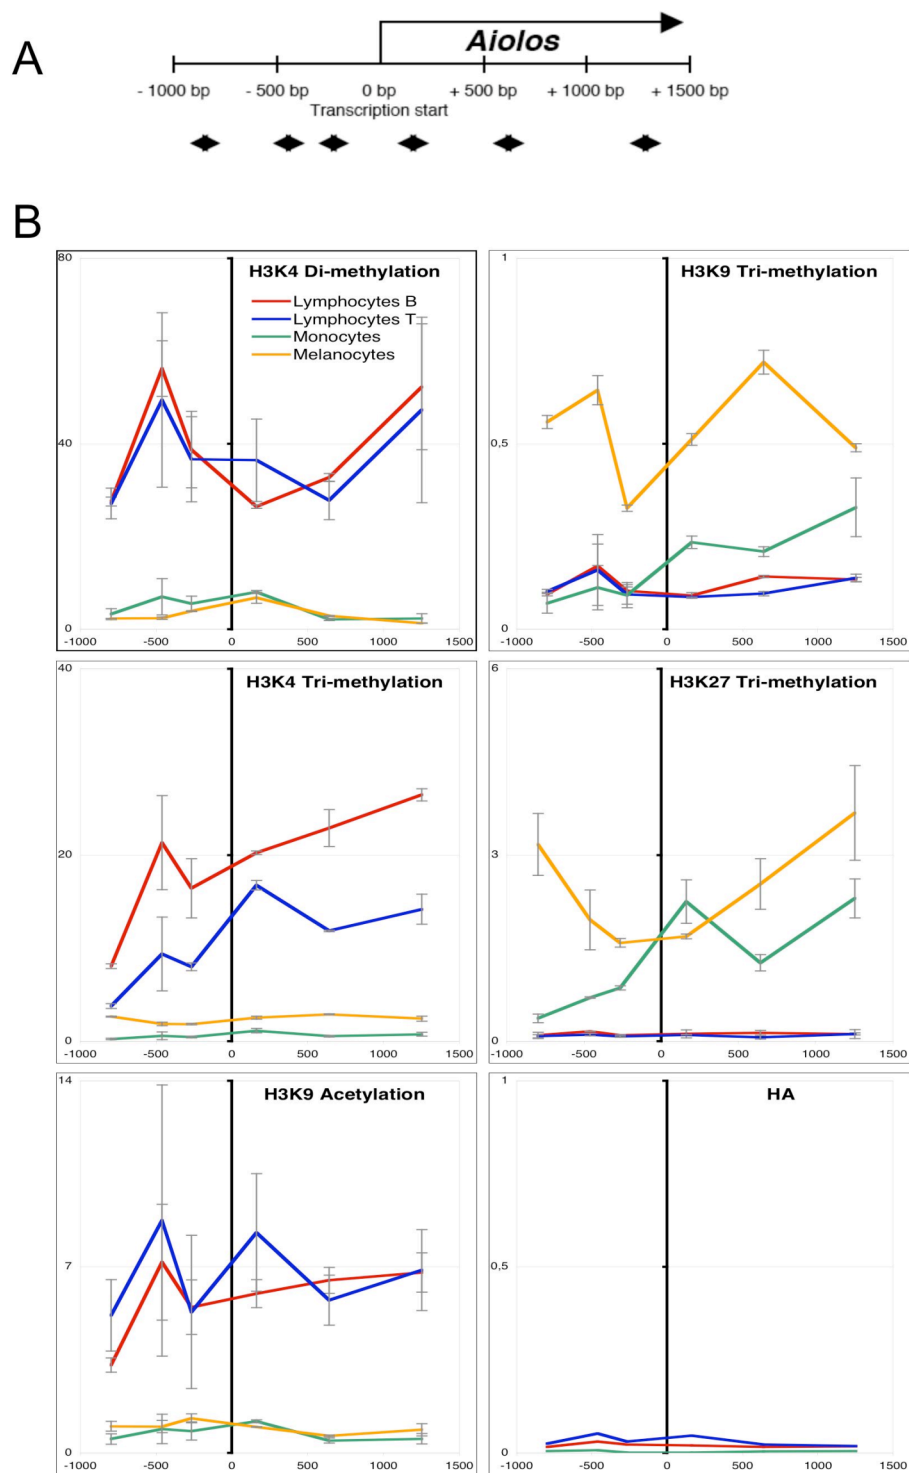 A
Aiolos
- 1000 bp - 500 bp 0 bp + 500 bp + 1000 bp + 1500 bp
Transcription start
B
80
H3K4 Di-methylation
Lymphocytes B
Lymphocytes T
Monocytes
Melanocytes
40
0
-1000 -500 0 500 1000 1500
1
H3K9 Tri-methylation
0,5
0
-1000 -500 0 500 1000 1500
40
H3K4 Tri-methylation
20
0
-1000 -500 0 500 1000 1500
6
H3K27 Tri-methylation
3
0
-1000 -500 0 500 1000 1500
14
H3K9 Acetylation
7
0
-1000 -500 0 500 1000 1500
1
HA
0,5
0
-1000 -500 0 500 1000 1500